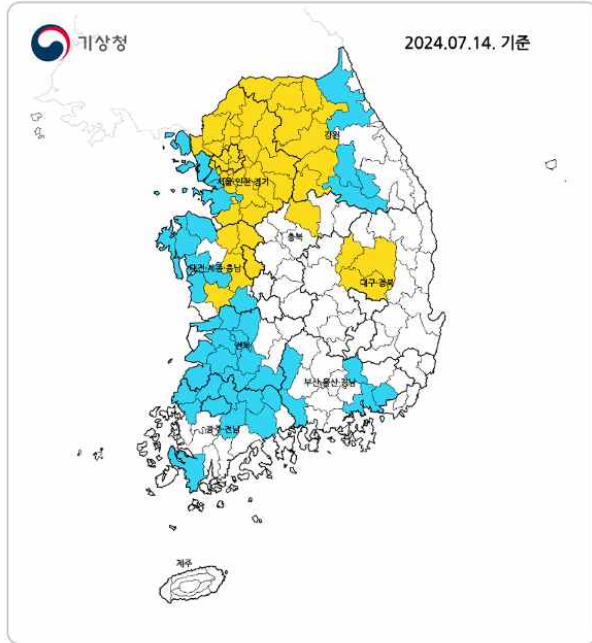 기상청
2024.07.14. 기준
강원
서울·인천·경기
충북
대전·세종·충남
대구·경북
전북
부산·울산·경남
광주·전남
제주